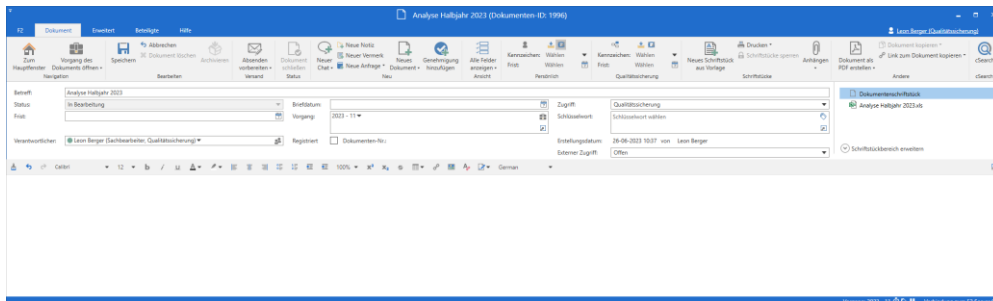 Analyse Halbjahr 2023 (Dokumenten-ID: 1996)
F2 Dokument Erweitert Beteiligte Hilfe Leon Berger (Qualitätssicherung)
Zum Hauptfenster
Vorgang des Dokuments öffnen
Navigation
Speichern
Abbrechen
Dokument löschen
Archivieren
Bearbeiten
Absenden vorbereiten
Versand
Dokument schließen
Status
Neuer Chat
Neue Notiz
Neuer Vermerk
Neue Anfrage
Neues Dokument
Genehmigung hinzufügen
Neu
Alle Felder anzeigen
Ansicht
Kennzeichen: Wählen
Frist: Wählen
Persönlich
Kennzeichen: Wählen
Frist: Wählen
Qualitätssicherung
Neues Schriftstück aus Vorlage
Drucken
Schriftstücke sperren
Anhängen
Schriftstücke
Dokument als PDF erstellen
Dokument kopieren
Link zum Dokument kopieren
Andere
cSearch
cSearch
Betreff: Analyse Halbjahr 2023
Status In Bearbeitung Briefdatum: Zugriff: Qualitätssicherung
Frist: Vorgang: 2023 - 11 Schlüsselwort: Schlüsselwort wählen
Verantwortlicher: Leon Berger (Sachbearbeiter, Qualitätssicherung) Registriert Dokumenten-Nr.: Erstellungsdatum: 26-06-2023 10:37 von Leon Berger
Externer Zugriff: Offen
Dokumentenschriftstück
Analyse Halbjahr 2023.xls
Schriftstückbereich erweitern
Calibri 12 b i u A 100% x² x₂ German